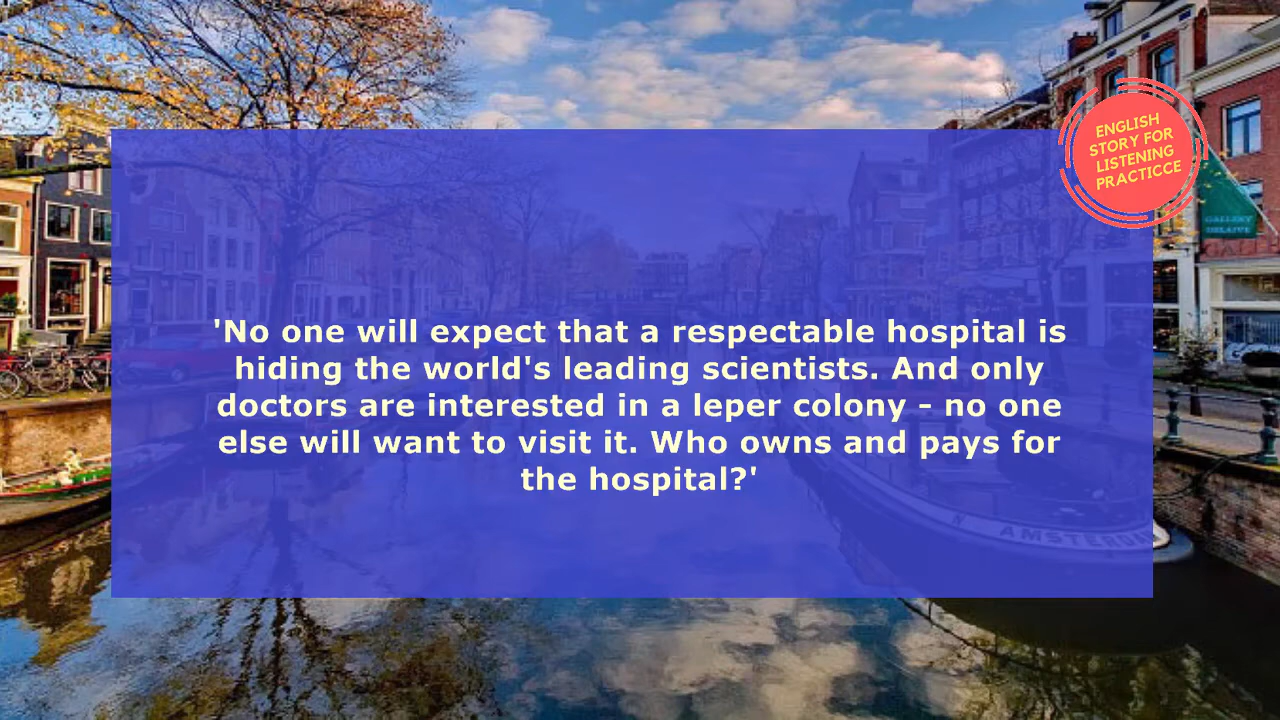 ENGLISH
STORY FOR
LISTENING
PRACTICCE
GALLERY
DELAIVE
'No one will expect that a respectable hospital is
hiding the world's leading scientists. And only
doctors are interested in a leper colony - no one
else will want to visit it. Who owns and pays for
the hospital?'
N AMSTERDAM